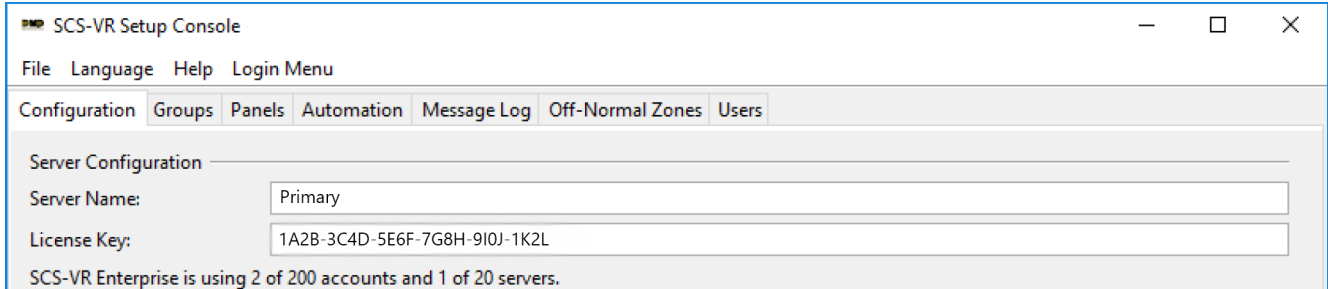 DMP SCS-VR Setup Console
File Language Help Login Menu
Configuration Groups Panels Automation Message Log Off-Normal Zones Users
Server Configuration
Server Name: Primary
License Key: 1A2B-3C4D-5E6F-7G8H-9I0J-1K2L
SCS-VR Enterprise is using 2 of 200 accounts and 1 of 20 servers.